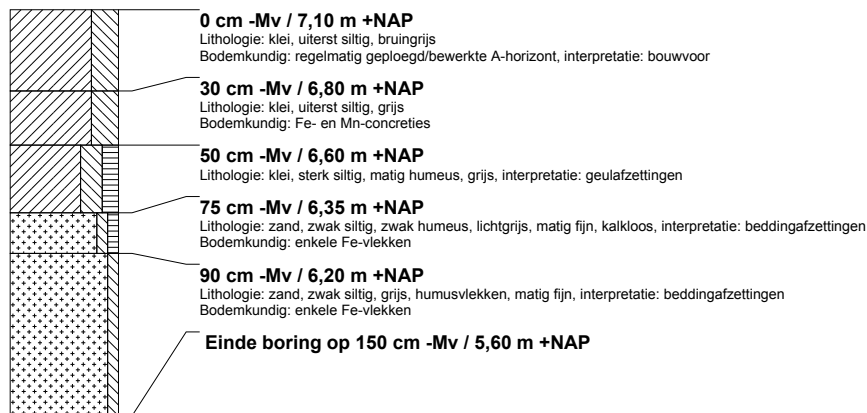 0 cm -Mv / 7,10 m +NAP
Lithologie: klei, uiterst siltig, bruingrijs
Bodemkundig: regelmatig geploegd/bewerkte A-horizont, interpretatie: bouwvoor
30 cm -Mv / 6,80 m +NAP
Lithologie: klei, uiterst siltig, grijs
Bodemkundig: Fe- en Mn-concreties
50 cm -Mv / 6,60 m +NAP
Lithologie: klei, sterk siltig, matig humeus, grijs, interpretatie: geulafzettingen
75 cm -Mv / 6,35 m +NAP
Lithologie: zand, zwak siltig, zwak humeus, lichtgrijs, matig fijn, kalkloos, interpretatie: beddingafzettingen
Bodemkundig: enkele Fe-vlekken
90 cm -Mv / 6,20 m +NAP
Lithologie: zand, zwak siltig, grijs, humusvlekken, matig fijn, interpretatie: beddingafzettingen
Bodemkundig: enkele Fe-vlekken
Einde boring op 150 cm -Mv / 5,60 m +NAP